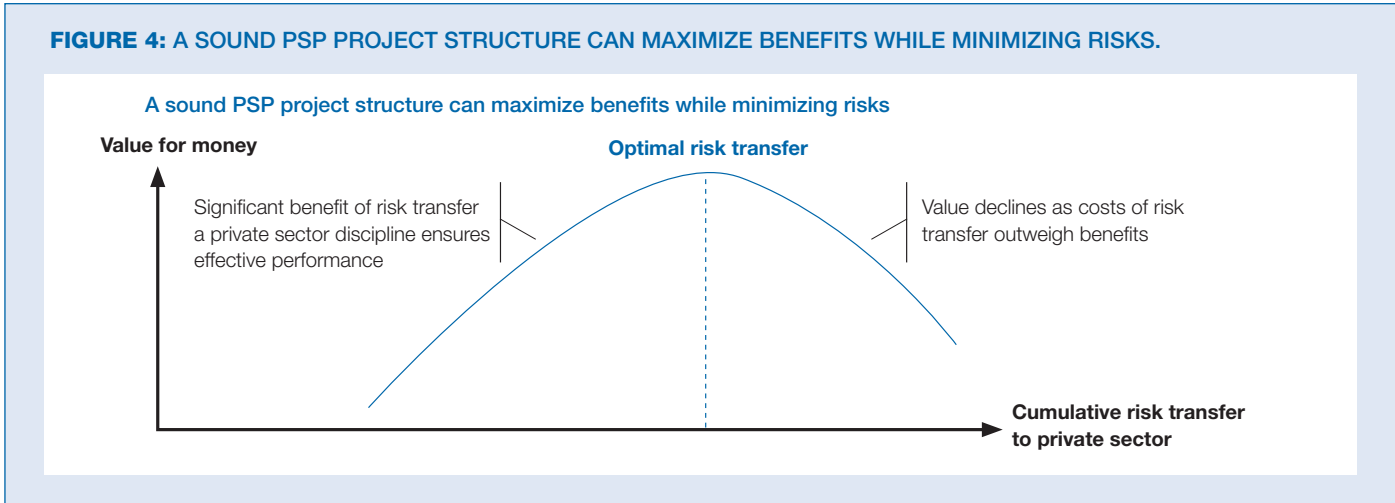 FIGURE 4: A SOUND PSP PROJECT STRUCTURE CAN MAXIMIZE BENEFITS WHILE MINIMIZING RISKS.
A sound PSP project structure can maximize benefits while minimizing risks
Value for money
Optimal risk transfer
Significant benefit of risk transfer
a private sector discipline ensures
effective performance
Value declines as costs of risk
transfer outweigh benefits
Cumulative risk transfer
to private sector